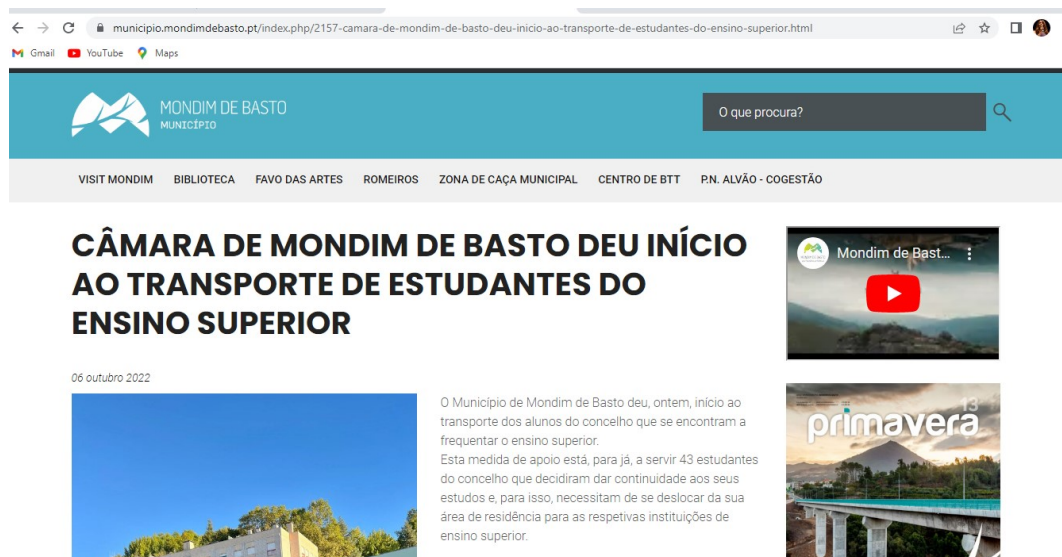 municipio.mondimdebasto.pt/index.php/2157-camara-de-mondim-de-basto-deu-inicio-ao-transporte-de-estudantes-do-ensino-superior.html
Gmail YouTube Maps
MONDIM DE BASTO
MUNICÍPIO
O que procura?
VISIT MONDIM BIBLIOTECA FAVO DAS ARTES ROMEIROS ZONA DE CAÇA MUNICIPAL CENTRO DE BTT P.N. ALVÃO - COGESTÃO
CÂMARA DE MONDIM DE BASTO DEU INÍCIO
AO TRANSPORTE DE ESTUDANTES DO
ENSINO SUPERIOR
06 outubro 2022
O Município de Mondim de Basto deu, ontem, início ao
transporte dos alunos do concelho que se encontram a
frequentar o ensino superior.
Esta medida de apoio está, para já, a servir 43 estudantes
do concelho que decidiram dar continuidade aos seus
estudos e, para isso, necessitam de se deslocar da sua
área de residência para as respetivas instituições de
ensino superior.
Mondim de Bast...
13
primavera